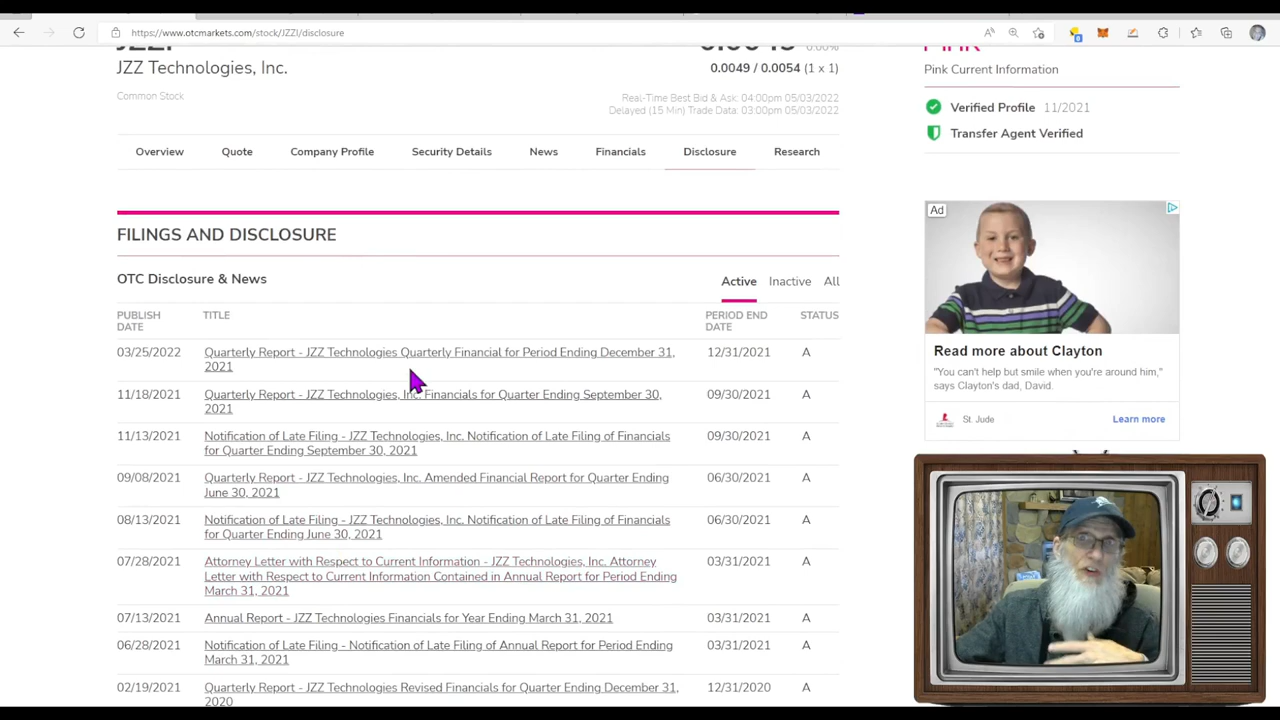 https://www.otcmarkets.com/stock/JZZI/disclosure
JZZ Technologies, Inc.
0.0049 / 0.0054 (1 x 1)
Common Stock
Real-Time Best Bid & Ask: 04:00pm 05/03/2022
Delayed (15 Min) Trade Data: 03:00pm 05/03/2022
Pink Current Information
Verified Profile 11/2021
Transfer Agent Verified
Overview Quote Company Profile Security Details News Financials Disclosure Research
FILINGS AND DISCLOSURE
OTC Disclosure & News
Active Inactive All
PUBLISH DATE TITLE PERIOD END DATE STATUS
03/25/2022 Quarterly Report - JZZ Technologies Quarterly Financial for Period Ending December 31, 12/31/2021 A
2021
11/18/2021 Quarterly Report - JZZ Technologies, Inc. Financials for Quarter Ending September 30, 09/30/2021 A
2021
11/13/2021 Notification of Late Filing - JZZ Technologies, Inc. Notification of Late Filing of Financials 09/30/2021 A
for Quarter Ending September 30, 2021
09/08/2021 Quarterly Report - JZZ Technologies, Inc. Amended Financial Report for Quarter Ending 06/30/2021 A
June 30, 2021
08/13/2021 Notification of Late Filing - JZZ Technologies, Inc. Notification of Late Filing of Financials 06/30/2021 A
for Quarter Ending June 30, 2021
07/28/2021 Attorney Letter with Respect to Current Information - JZZ Technologies, Inc. Attorney 03/31/2021 A
Letter with Respect to Current Information Contained in Annual Report for Period Ending
March 31, 2021
07/13/2021 Annual Report - JZZ Technologies Financials for Year Ending March 31, 2021 03/31/2021 A
06/28/2021 Notification of Late Filing - Notification of Late Filing of Annual Report for Period Ending 03/31/2021 A
March 31, 2021
02/19/2021 Quarterly Report - JZZ Technologies Revised Financial for Quarter Ending December 31, 12/31/2020 A
2020
Ad
Read more about Clayton
"You can't help but smile when you're around him,"
says Clayton's dad, David.
St. Jude Learn more